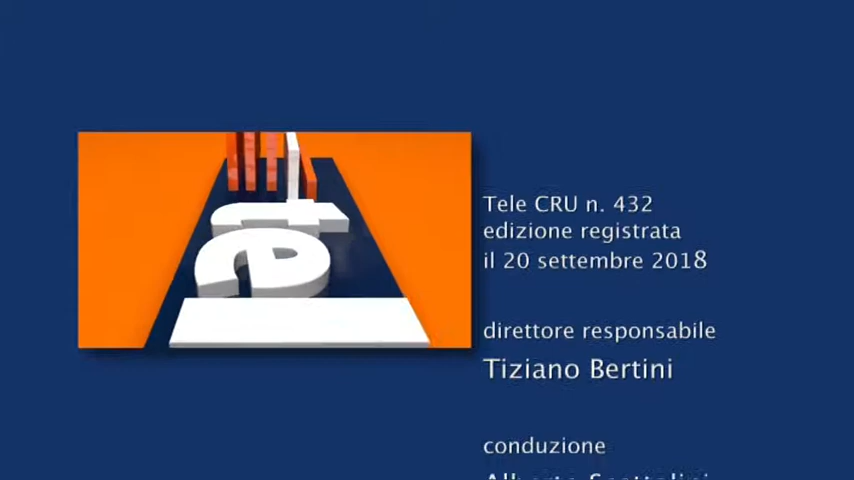 Tele CRU n. 432
edizione registrata
il 20 settembre 2018
direttore responsabile
Tiziano Bertini
conduzione